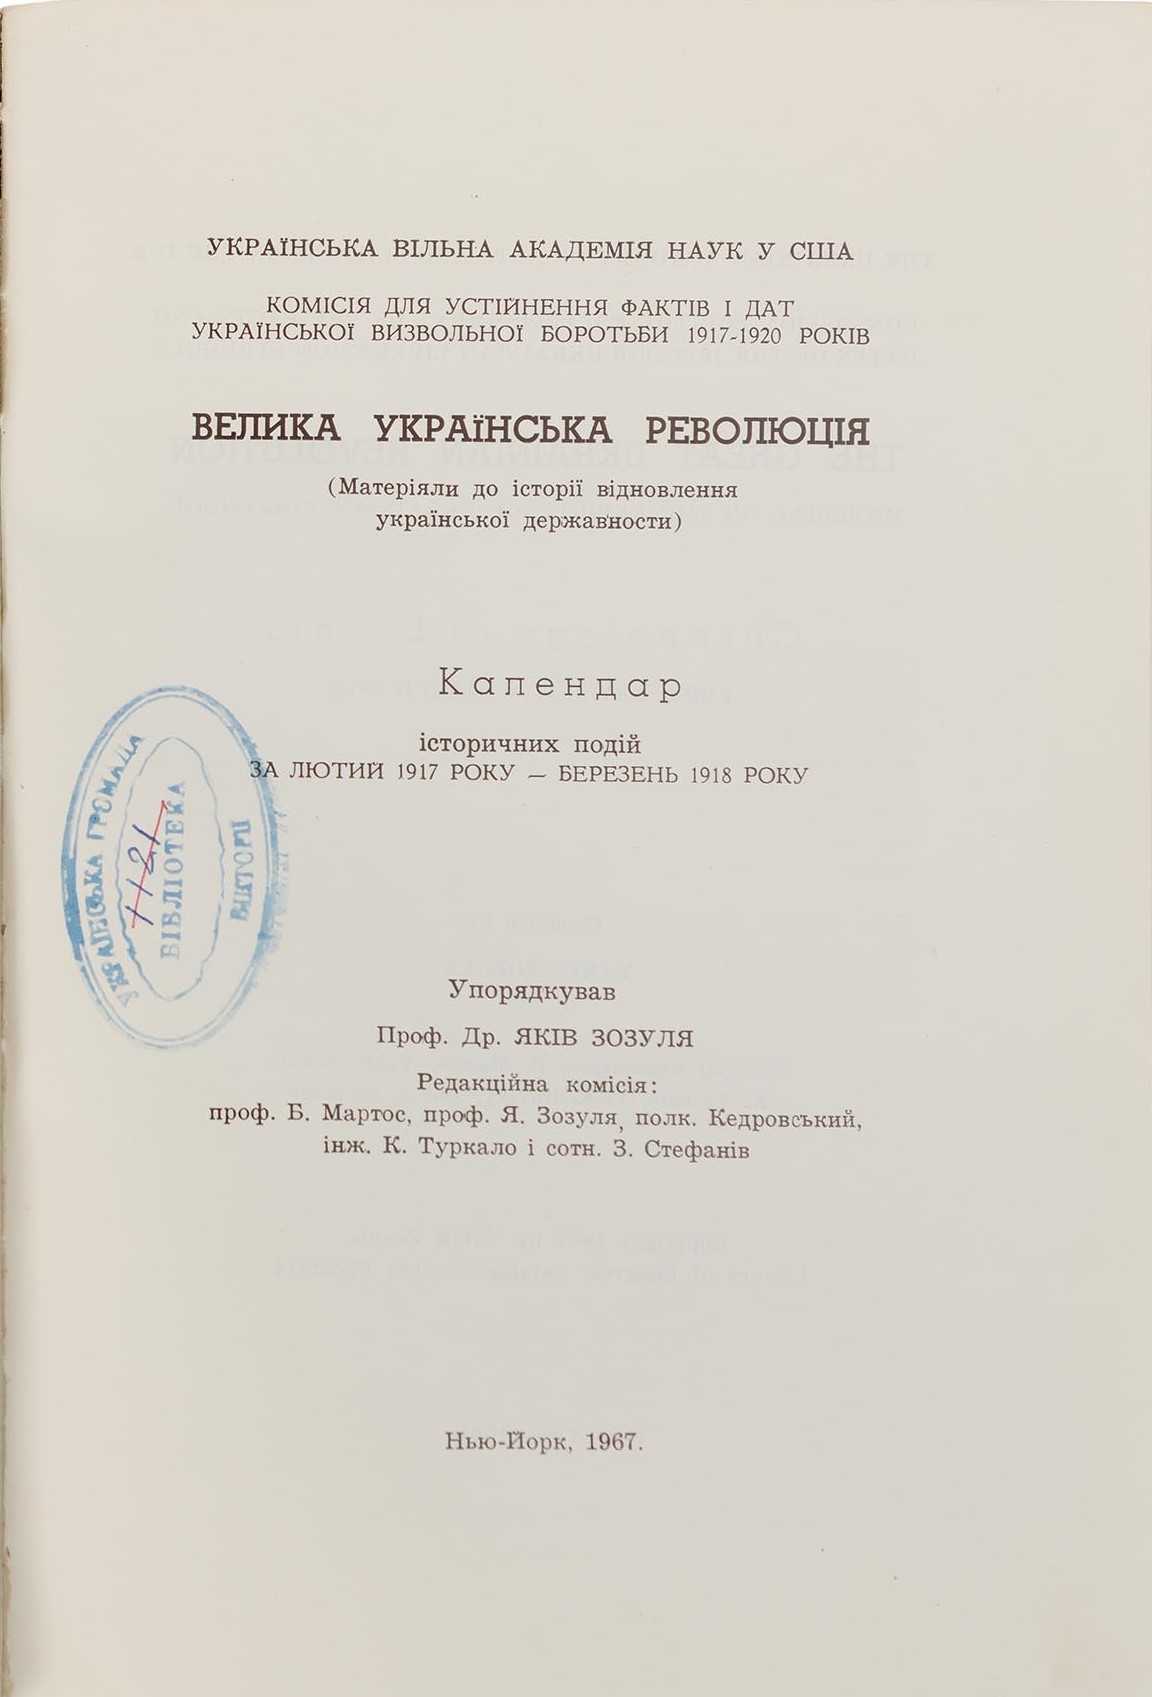 УКРАЇНСЬКА ВІЛЬНА АКАДЕМІЯ НАУК У США
КОМІСІЯ ДЛЯ УСТІЙНЕННЯ ФАКТІВ І ДАТ
УКРАЇНСЬКОЇ ВИЗВОЛЬНОЇ БОРОТЬБИ 1917-1920 РОКІВ
ВЕЛИКА УКРАЇНСЬКА РЕВОЛЮЦІЯ
(Матеріяли до історії відновлення
української державности)
Календар
історичних подій
ЗА ЛЮТИЙ 1917 РОКУ — БЕРЕЗЕНЬ 1918 РОКУ
УКРАЇНСЬКА ГРОМАДА
БІБЛІОТЕКА
Упорядкував
Проф. Др. ЯКІВ ЗОЗУЛЯ
Редакційна комісія:
проф. Б. Мартос, проф. Я. Зозуля, полк. Кедровський,
інж. К. Туркало і сотн. З. Стефанів
Нью-Йорк, 1967.